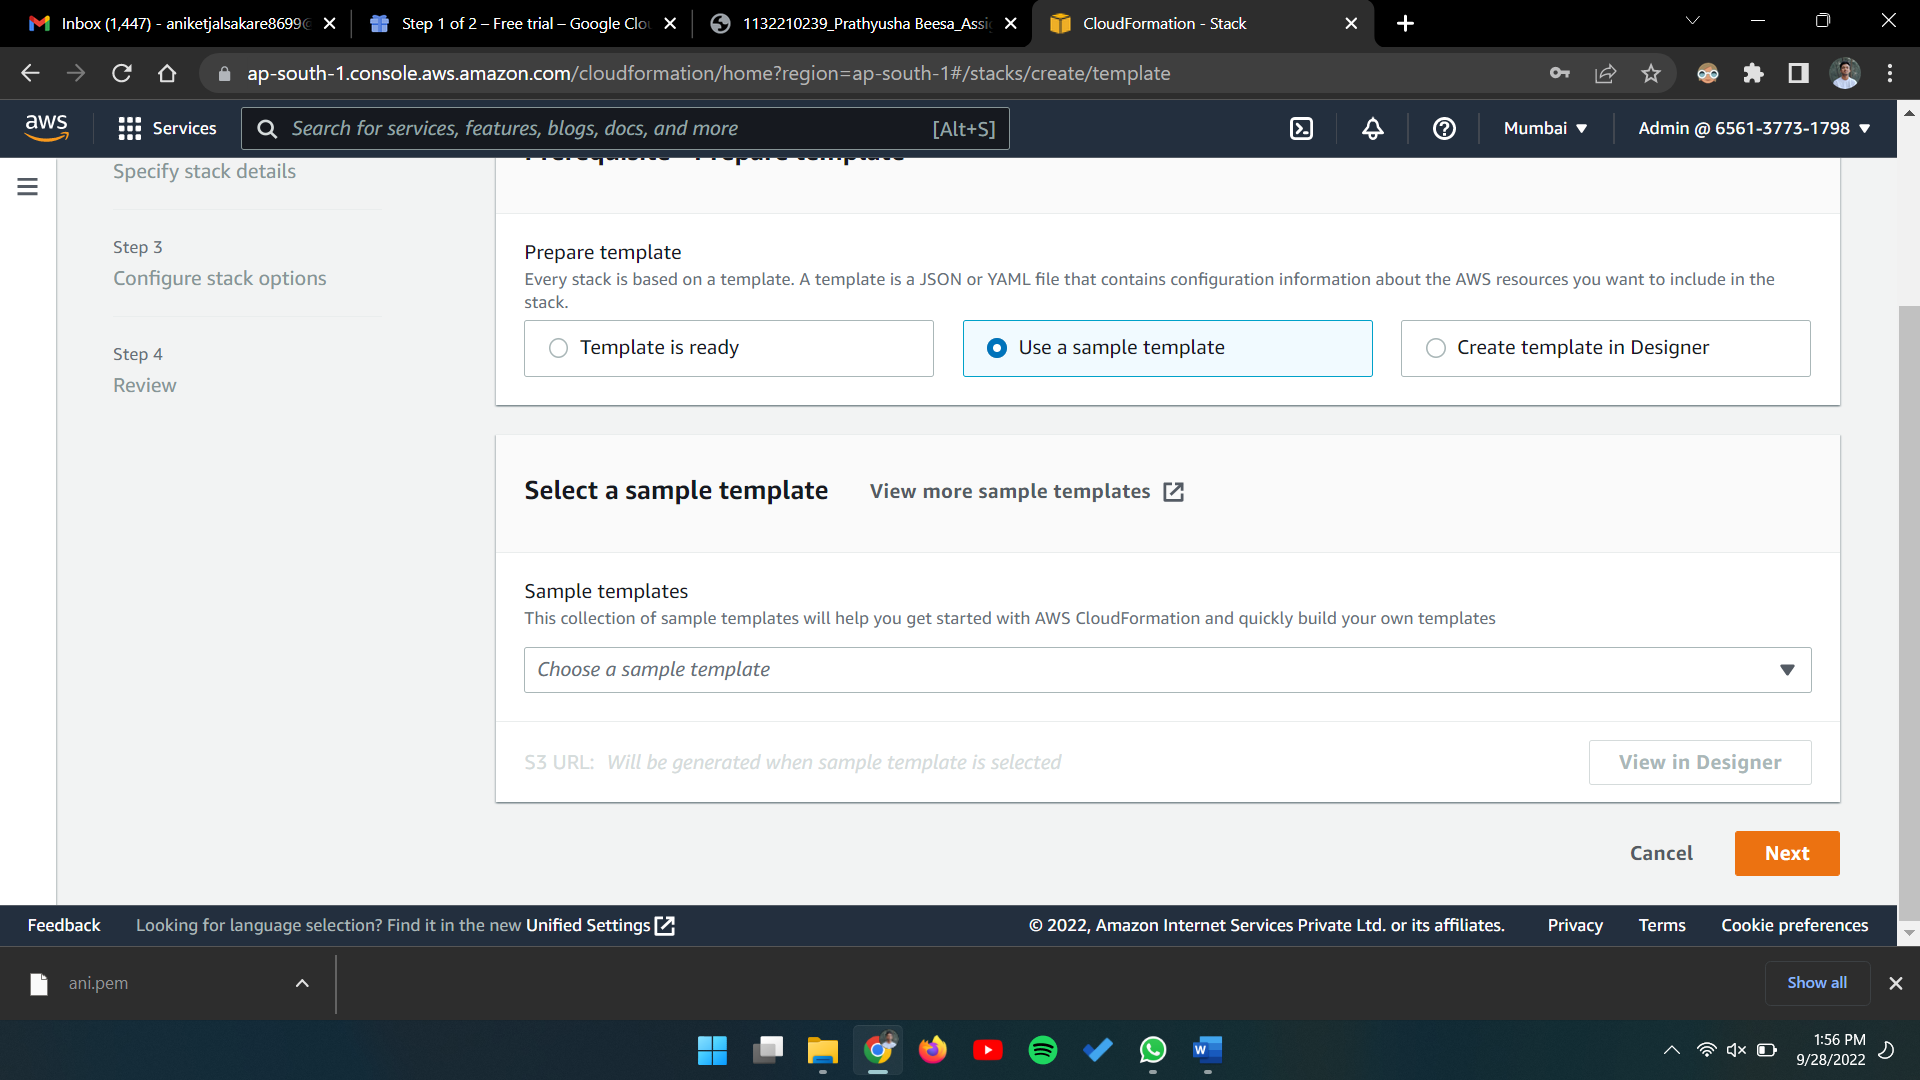 Inbox (1,447) - aniketjalsakare8699@
Step 1 of 2 – Free trial – Google Clo
1132210239_Prathyusha Beesa_Assi
CloudFormation - Stack
ap-south-1.console.aws.amazon.com/cloudformation/home?region=ap-south-1#/stacks/create/template
aws
Services
Search for services, features, blogs, docs, and more
[Alt+S]
Mumbai
Admin @ 6561-3773-1798
Prerequisite - Prepare template
Specify stack details
Step 3
Configure stack options
Step 4
Review
Prepare template
Every stack is based on a template. A template is a JSON or YAML file that contains configuration information about the AWS resources you want to include in the
stack.
Template is ready
Use a sample template
Create template in Designer
Select a sample template
View more sample templates
Sample templates
This collection of sample templates will help you get started with AWS CloudFormation and quickly build your own templates
Choose a sample template
S3 URL: Will be generated when sample template is selected
View in Designer
Cancel
Next
Feedback
Looking for language selection? Find it in the new Unified Settings
© 2022, Amazon Internet Services Private Ltd. or its affiliates.
Privacy
Terms
Cookie preferences
ani.pem
Show all
1:56 PM
9/28/2022